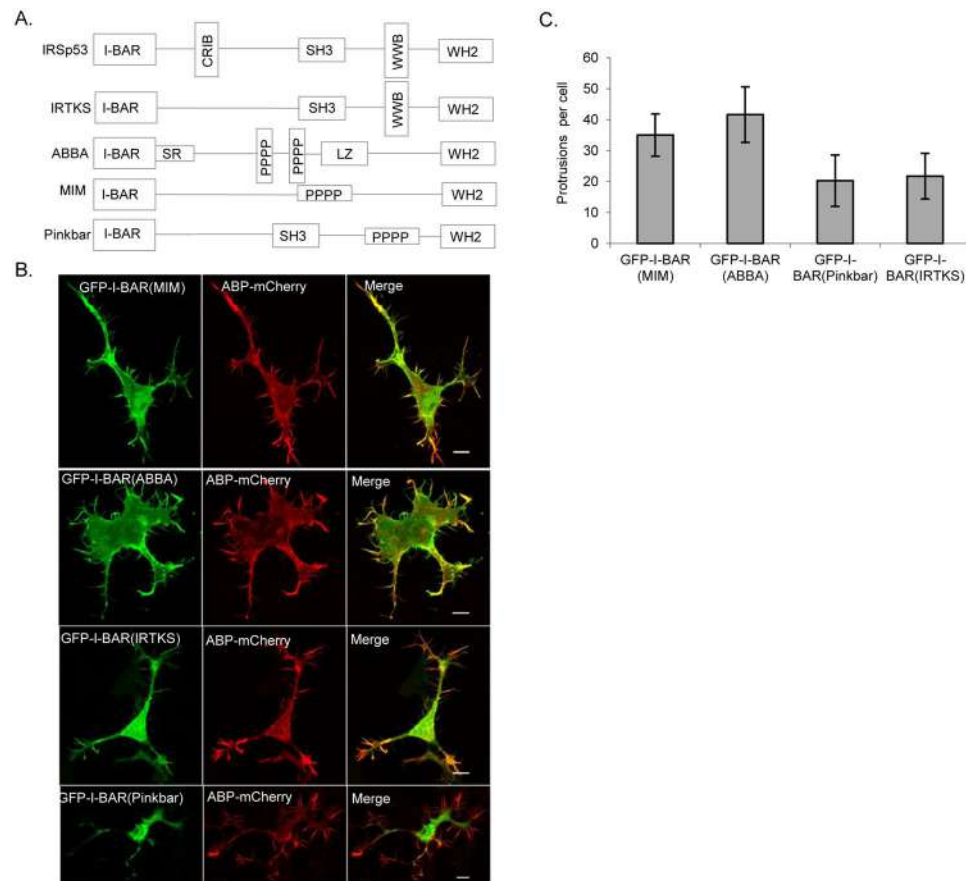 A.
IRSp53 I-BAR CRIB SH3 WWB WH2
IRTKS I-BAR SH3 WWB WH2
ABBA I-BAR SR PPPP PPPP LZ WH2
MIM I-BAR PPPP WH2
Pinkbar I-BAR SH3 PPPP WH2
B.
GFP-I-BAR(MIM) ABP-mCherry Merge
GFP-I-BAR(ABBA) ABP-mCherry Merge
GFP-I-BAR(IRTKS) ABP-mCherry Merge
GFP-I-BAR(Pinkbar) ABP-mCherry Merge
C.
Protrusions per cell
60
50
40
30
20
10
0
GFP-I-BAR
(MIM)
GFP-I-BAR
(ABBA)
GFP-I-
BAR(Pinkbar)
GFP-I-
BAR(IRTKS)